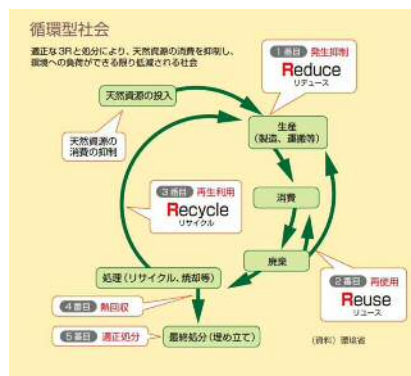 循環型社会
適正な3Rと処分により、天然資源の消費を抑制し、
環境への負荷ができる限り低減される社会
1番目 発生抑制
Reduce
リデュース
天然資源の投入
生産
(製造、運搬等)
天然資源の
消費の抑制
3番目 再生利用
Recycle
リサイクル
消費
廃棄
処理(リサイクル、焼却等)
2番目 再使用
Reuse
リユース
4番目 熱回収
5番目 適正処分
最終処分(埋め立て)
(資料)環境省